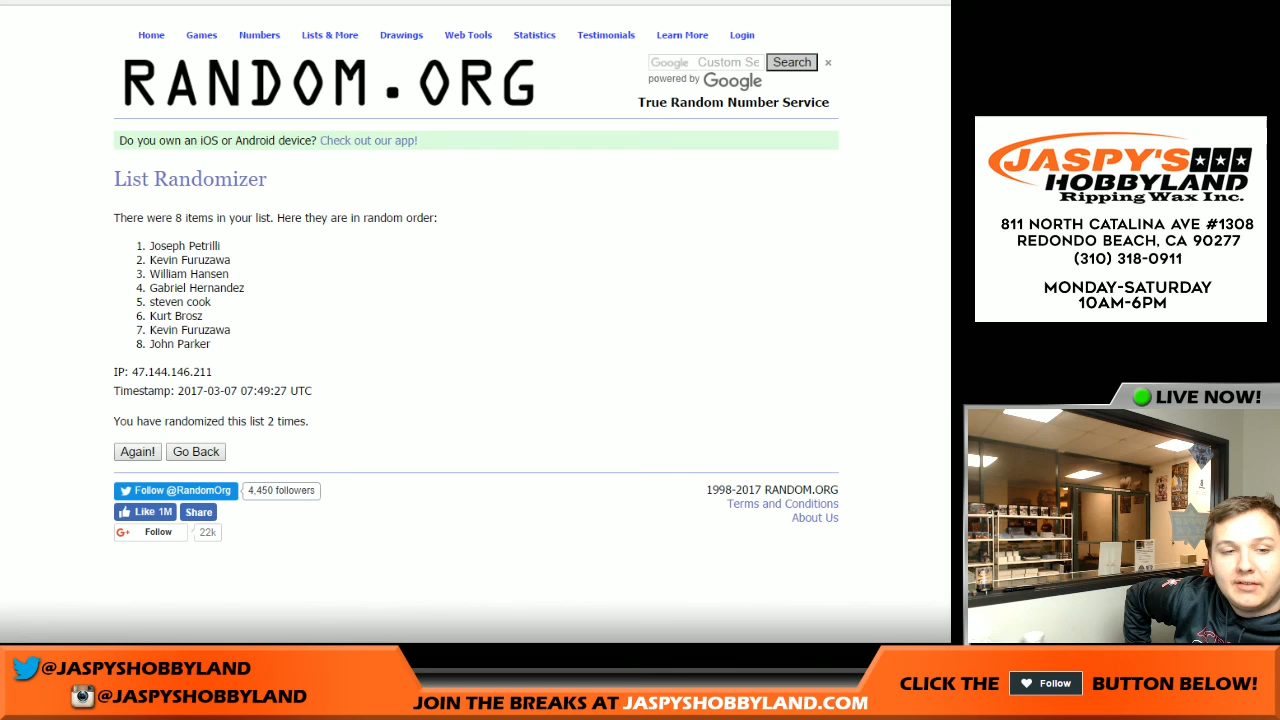 Home Games Numbers Lists & More Drawings Web Tools Statistics Testimonials Learn More Login
RANDOM.ORG
Google Custom Se Search ×
powered by Google
True Random Number Service
Do you own an iOS or Android device? Check out our app!
List Randomizer
There were 8 items in your list. Here they are in random order:
1. Joseph Petrilli
2. Kevin Furuzawa
3. William Hansen
4. Gabriel Hernandez
5. steven cook
6. Kurt Brosz
7. Kevin Furuzawa
8. John Parker
IP: 47.144.146.211
Timestamp: 2017-03-07 07:49:27 UTC
You have randomized this list 2 times.
Again! Go Back
Follow @RandomOrg 4,450 followers
Like 1M Share
G+ Follow 22k
1998-2017 RANDOM.ORG
Terms and Conditions
About Us
JASPY'S
HOBBYLAND
Ripping Wax Inc.
811 NORTH CATALINA AVE #1308
REDONDO BEACH, CA 90277
(310) 318-0911
MONDAY-SATURDAY
10AM-6PM
LIVE NOW!
@JASPYSHOBBYLAND
@JASPYSHOBBYLAND
JOIN THE BREAKS AT JASPYSHOBBYLAND.COM
CLICK THE Follow BUTTON BELOW!